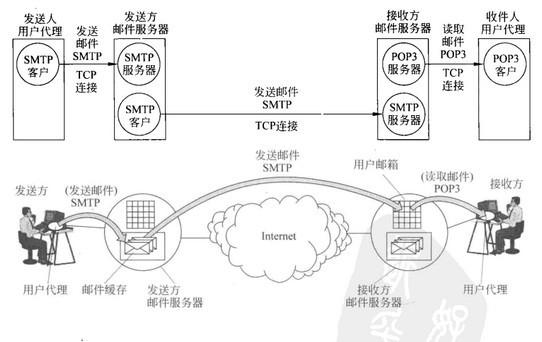 发送人
用户代理
发送
邮件
SMTP
发送方
邮件服务器
接收方
邮件服务器
读取
邮件
POP3
收件人
用户代理
SMTP
客户
TCP
连接
SMTP
服务器
POP3
服务器
TCP
连接
POP3
客户
SMTP
客户
发送邮件
SMTP
TCP连接
SMTP
服务器
发送邮件
SMTP
用户邮箱
发送方
(发送邮件)
SMTP
(读取邮件)
POP3
接收方
Internet
用户代理
邮件缓存
发送方
邮件服务器
接收方
邮件服务器
用户代理